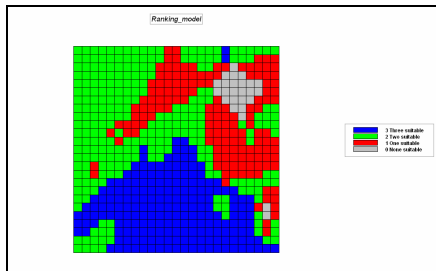 Ranking_model
3 Three suitable
2 Two suitable
1 One suitable
0 None suitable